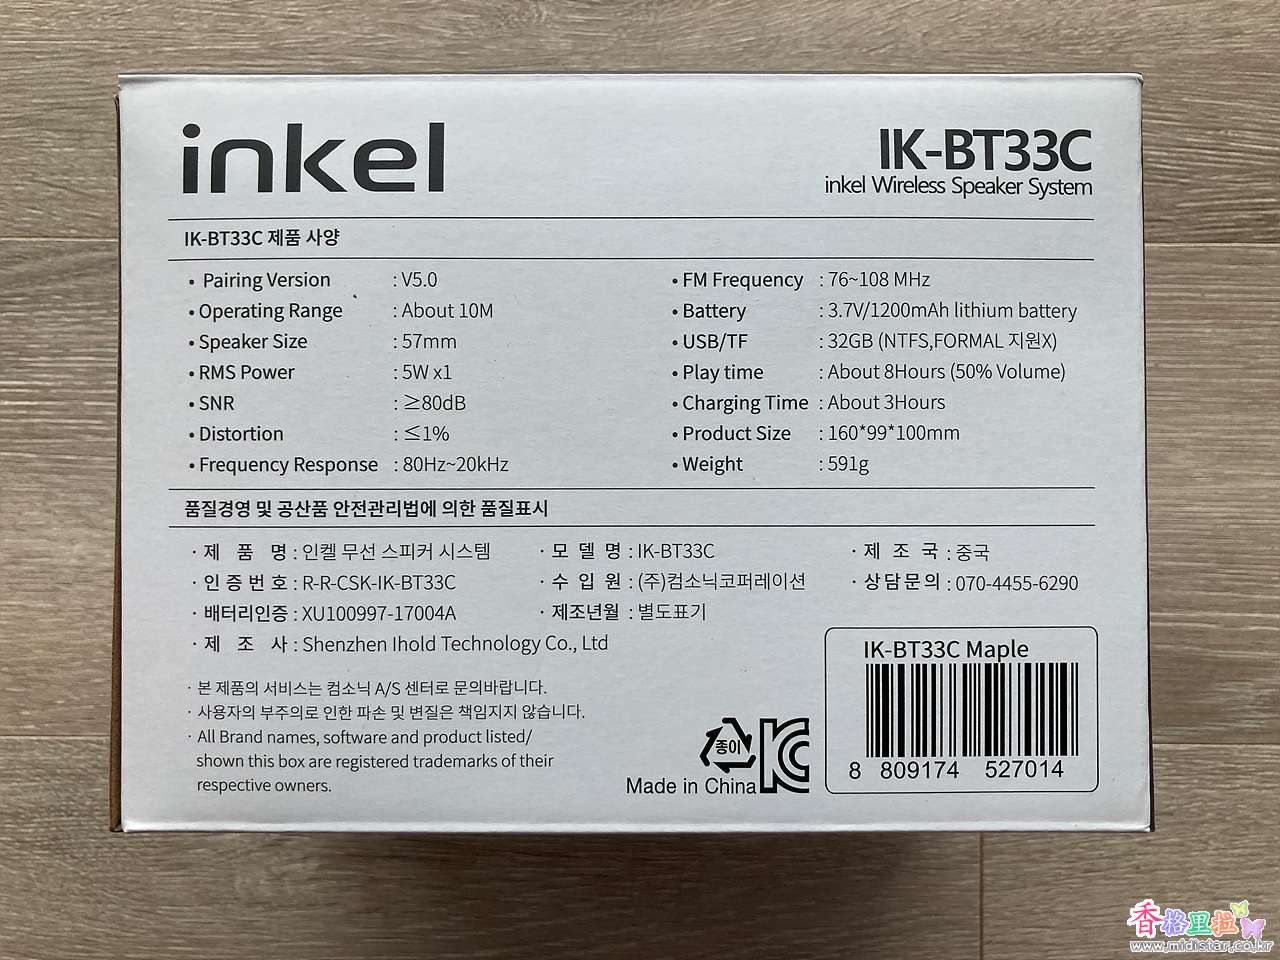 inkel
IK-BT33C
inkel Wireless Speaker System
IK-BT33C 제품 사양
• Pairing Version : V5.0
• Operating Range : About 10M
• Speaker Size : 57mm
• RMS Power : 5W x1
• SNR : ≥80dB
• Distortion : ≤1%
• Frequency Response : 80Hz~20kHz
• FM Frequency : 76~108 MHz
• Battery : 3.7V/1200mAh lithium battery
• USB/TF : 32GB (NTFS,FORMAL 지원X)
• Play time : About 8Hours (50% Volume)
• Charging Time : About 3Hours
• Product Size : 160*99*100mm
• Weight : 591g
품질경영 및 공산품 안전관리법에 의한 품질표시
· 제 품 명 : 인켈 무선 스피커 시스템
· 인증번호 : R-R-CSK-IK-BT33C
· 배터리인증 : XU100997-17004A
· 제 조 사 : Shenzhen Ihold Technology Co., Ltd
· 모 델 명 : IK-BT33C
· 수 입 원 : (주)컴소닉코퍼레이션
· 제조년월 : 별도표기
· 제 조 국 : 중국
· 상담문의 : 070-4455-6290
· 본 제품의 서비스는 컴소닉 A/S 센터로 문의바랍니다.
· 사용자의 부주의로 인한 파손 및 변질은 책임지지 않습니다.
· All Brand names, software and product listed/
shown this box are registered trademarks of their
respective owners.
종이
Made in China
IK-BT33C Maple
8 809174 527014
香格里拉
www.midistar.co.kr